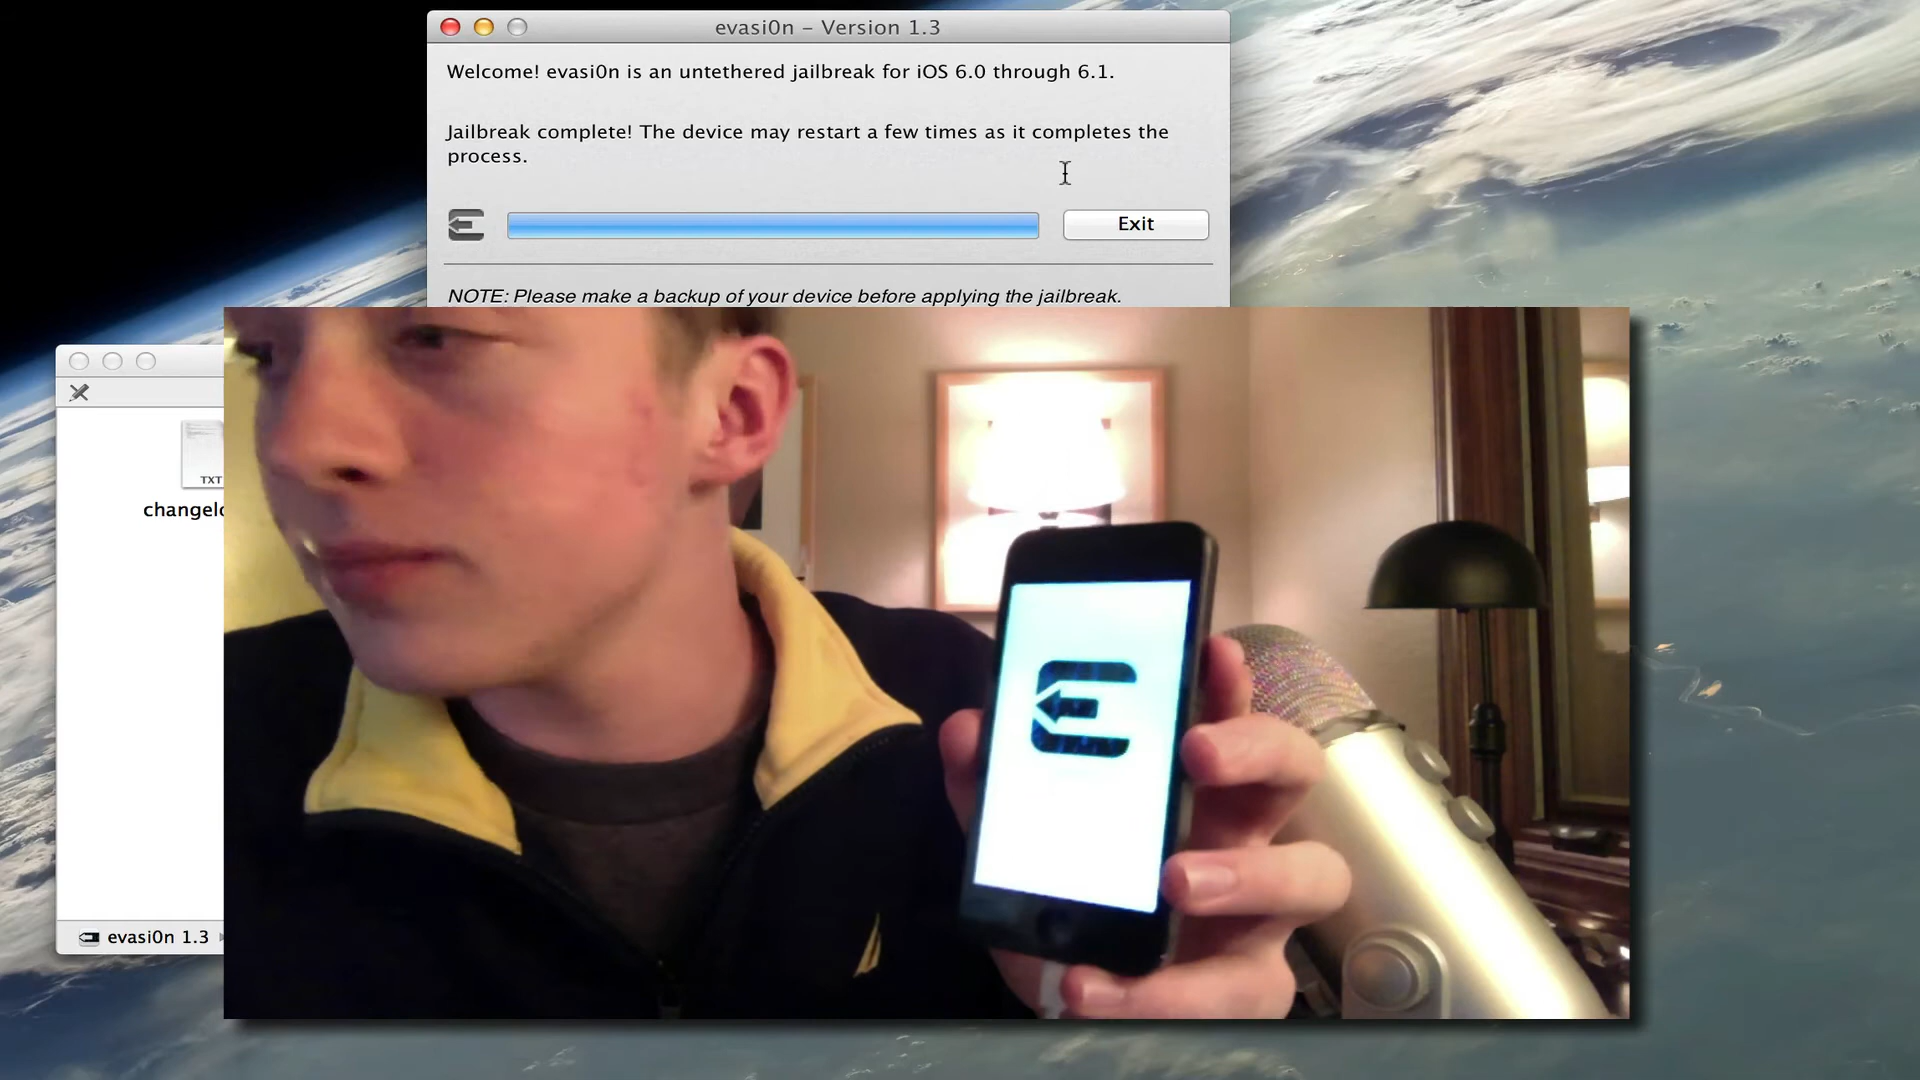 evasi0n – Version 1.3
Welcome! evasi0n is an untethered jailbreak for iOS 6.0 through 6.1.
Jailbreak complete! The device may restart a few times as it completes the
process.
Exit
NOTE: Please make a backup of your device before applying the jailbreak.
TXT
changelo
evasi0n 1.3